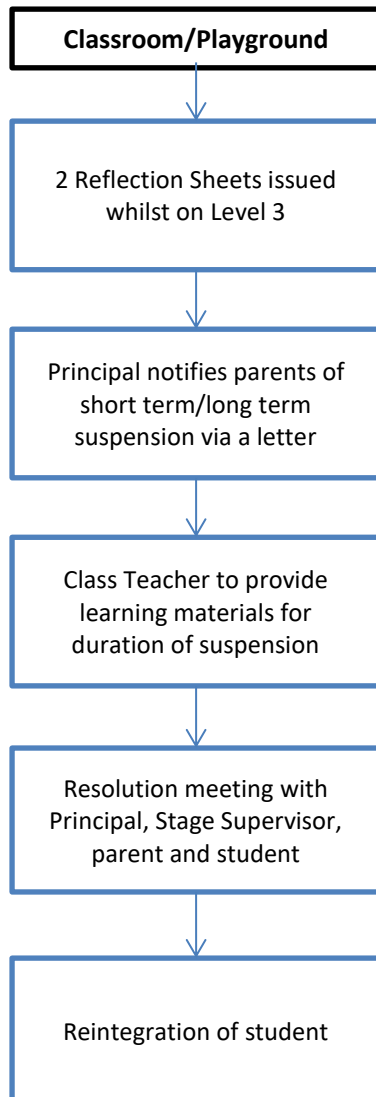 Classroom/Playground
2 Reflection Sheets issued
whilst on Level 3
Principal notifies parents of
short term/long term
suspension via a letter
Class Teacher to provide
learning materials for
duration of suspension
Resolution meeting with
Principal, Stage Supervisor,
parent and student
Reintegration of student